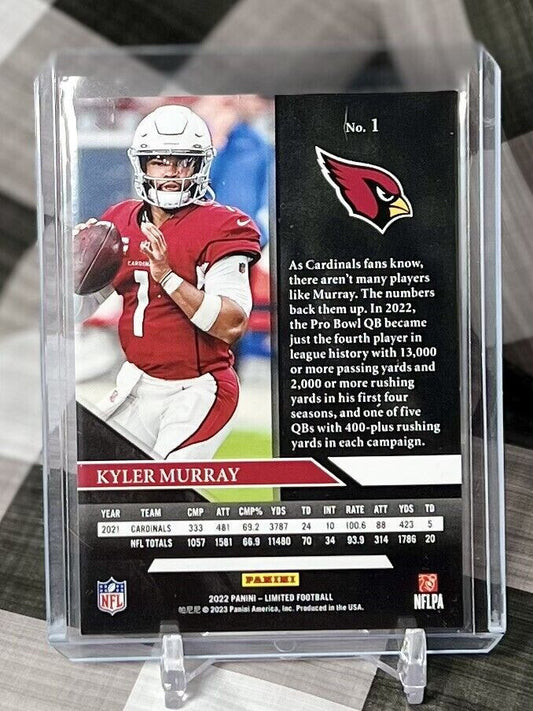 No. 1
As Cardinals fans know,
there aren't many players
like Murray. The numbers
back them up. In 2022,
the Pro Bowl QB became
just the fourth player in
league history with 13,000
or more passing yards and
2,000 or more rushing
yards in his first four
seasons, and one of five
QBs with 400-plus rushing
yards in each campaign.
CARDINALS
1
KYLER MURRAY
YEAR TEAM CMP ATT CMP% YDS TD INT RATE ATT YDS TD
2021 CARDINALS 333 481 69.2 3787 24 10 100.6 88 423 5
NFL TOTALS 1057 1581 66.9 11480 70 34 93.9 314 1786 20
PANINI
NFL
2022 PANINI – LIMITED FOOTBALL
帕尼尼 © 2023 Panini America, Inc. Produced in the USA.
NFLPA